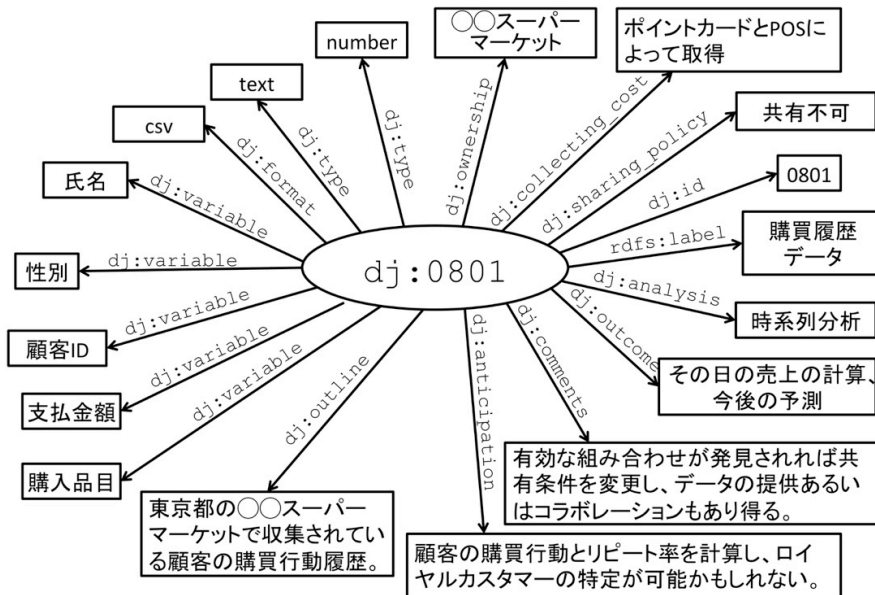 number
◯◯スーパー
マーケット
ポイントカードとPOSに
よって取得
text
csv
共有不可
氏名
0801
性別
購買履歴
データ
顧客ID
時系列分析
支払金額
その日の売上の計算、
今後の予測
購入品目
東京都の◯◯スーパー
マーケットで収集されてい
る顧客の購買行動履歴。
有効な組み合わせが発見されれば共
有条件を変更し、データの提供あるい
はコラボレーションもあり得る。
顧客の購買行動とリピート率を計算し、ロイ
ヤルカスタマーの特定が可能かもしれない。
dj:0801
dj:variable
dj:variable
dj:variable
dj:variable
dj:variable
dj:format
dj:type
dj:type
dj:ownership
dj:collecting_cost
dj:sharing_policy
dj:id
rdfs:label
dj:analysis
dj:outcome
dj:comments
dj:anticipation
dj:outline